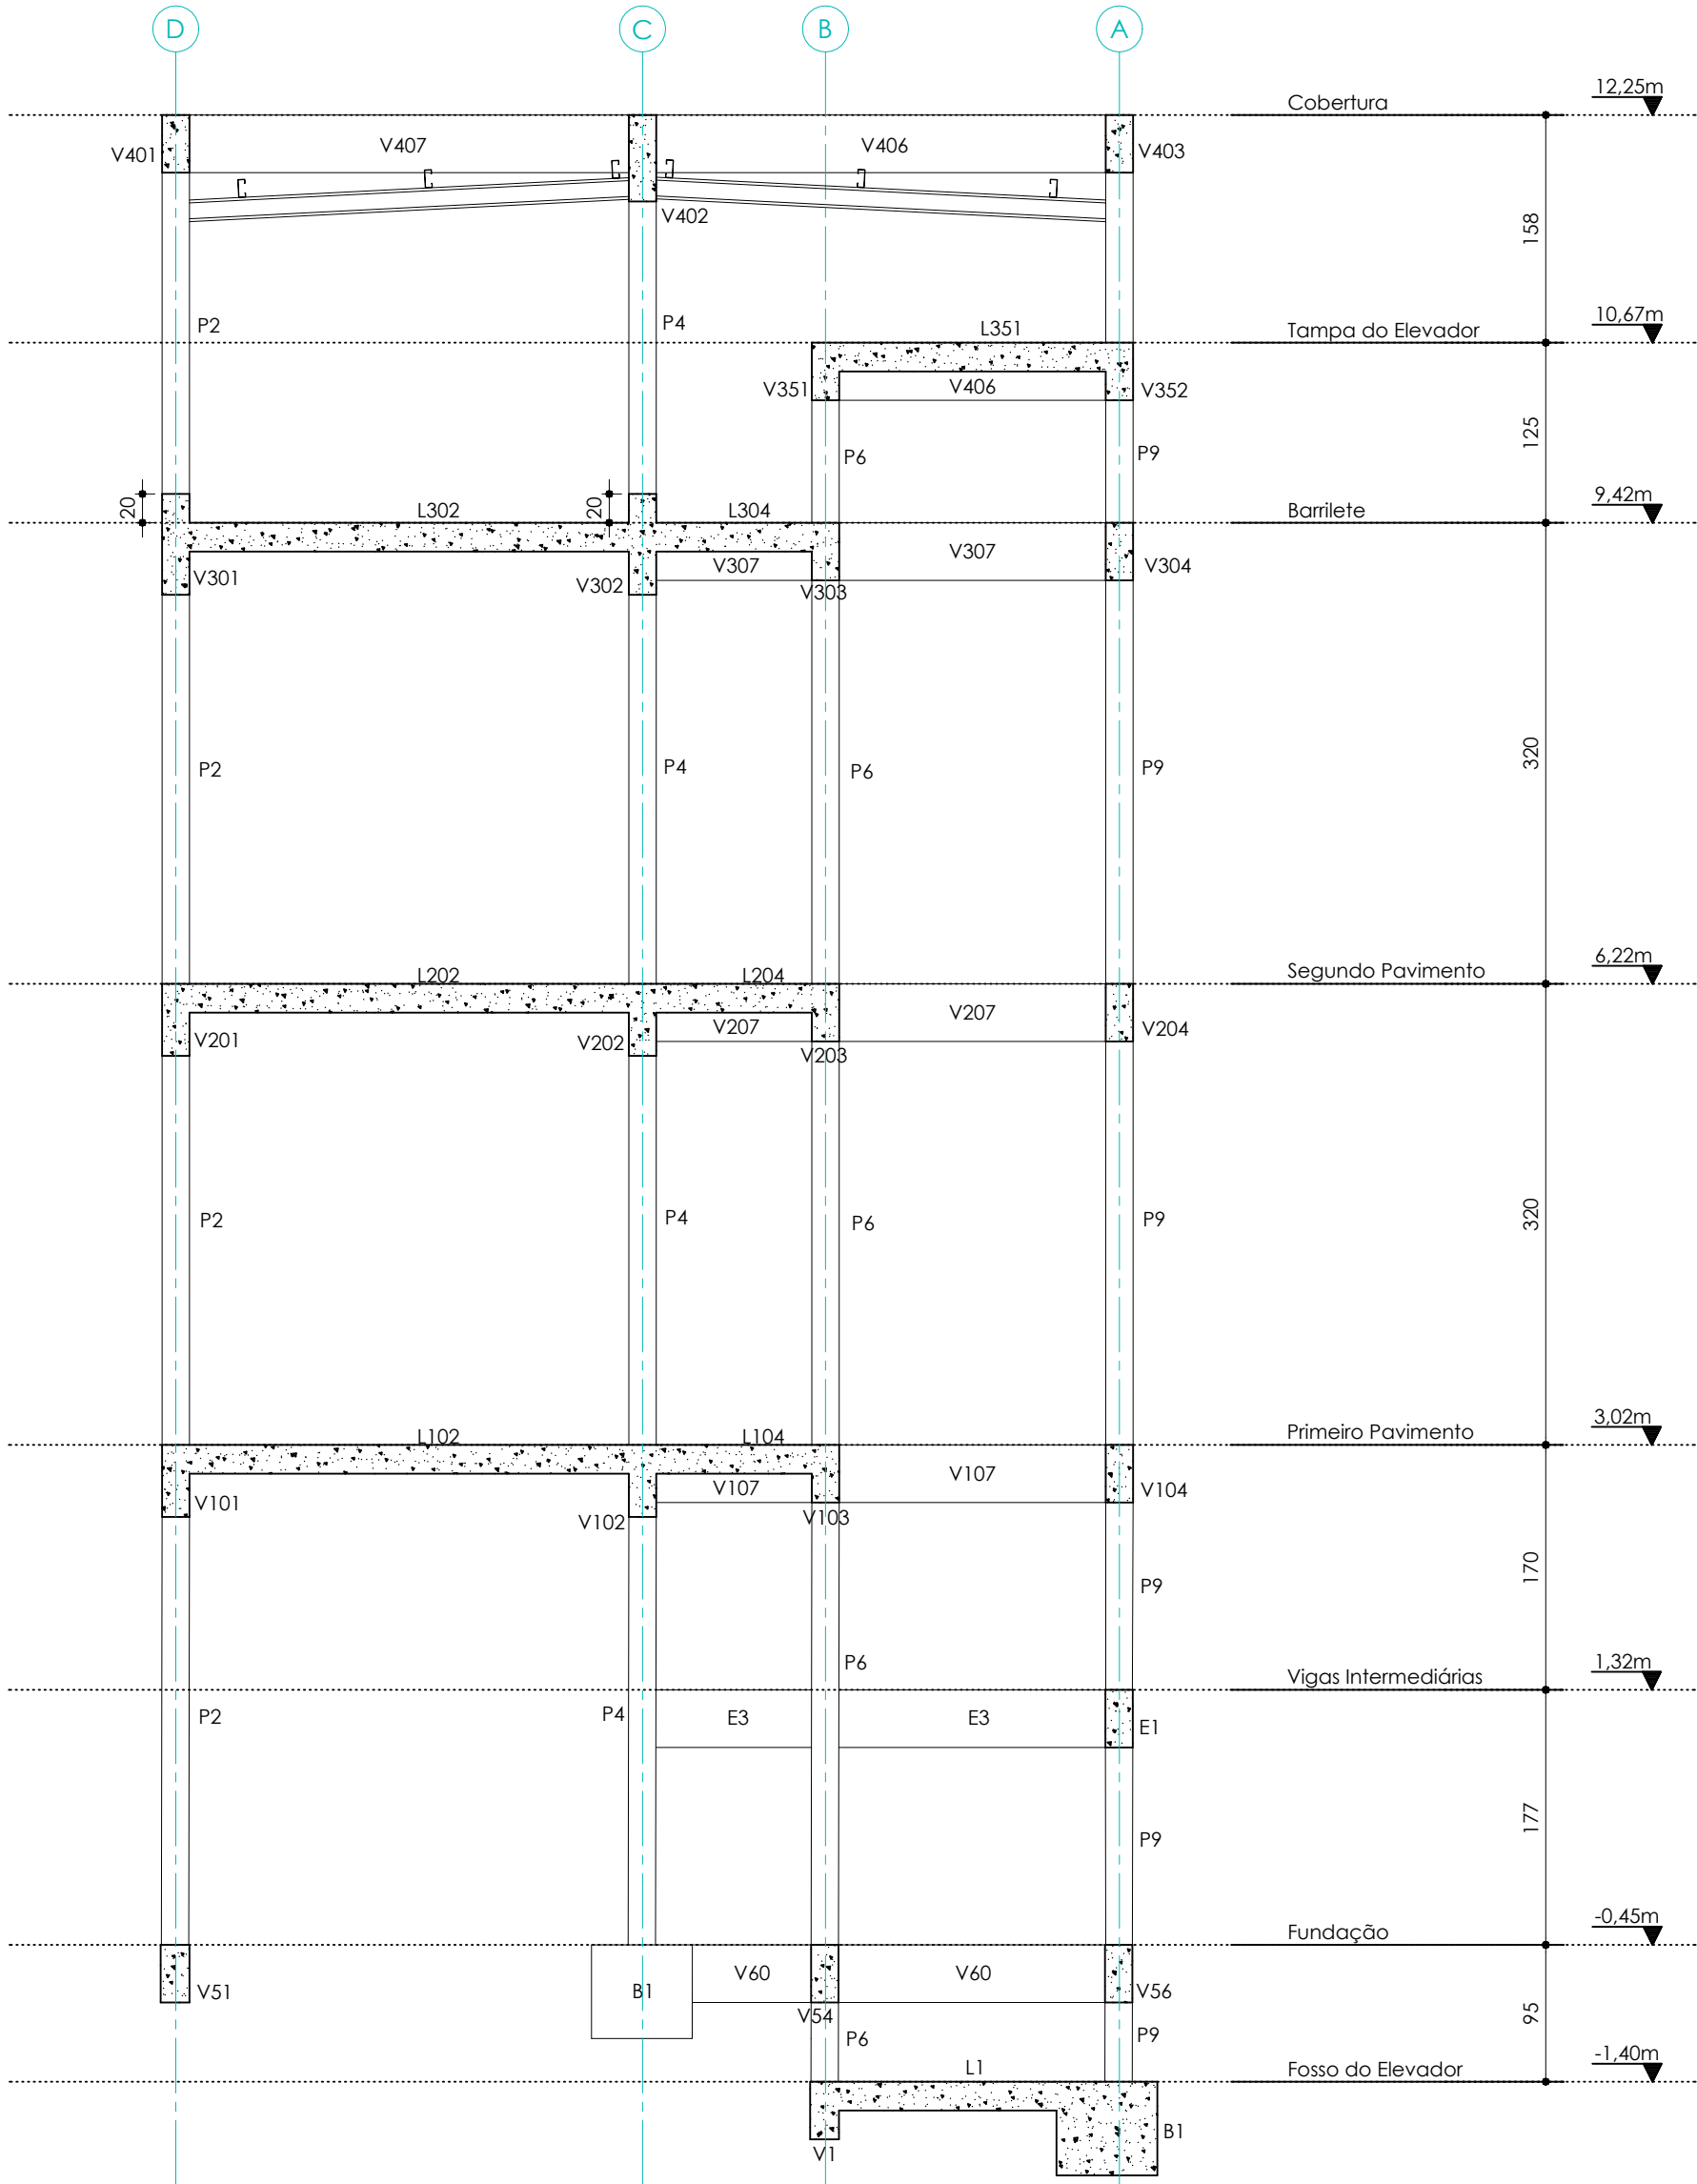 D
C
B
A
12,25m
Cobertura
V407
V406
V401
V403
V402
158
P2
P4
L351
Tampa do Elevador
10,67m
V351
V406
V352
125
P6
P9
20
L302
20
L304
Barrilete
9,42m
V301
V302
V307
V307
V303
V304
P2
P4
P6
P9
320
L202
L204
Segundo Pavimento
6,22m
V201
V202
V207
V207
V203
V204
P2
P4
P6
P9
320
L102
L104
Primeiro Pavimento
3,02m
V101
V102
V107
V107
V103
V104
P9
170
P6
Vigas Intermediárias
1,32m
P2
P4
E3
E3
E1
177
P9
Fundação
-0,45m
V51
B1
V60
V60
V54
V56
95
P6
P9
L1
Fosso do Elevador
-1,40m
V1
B1